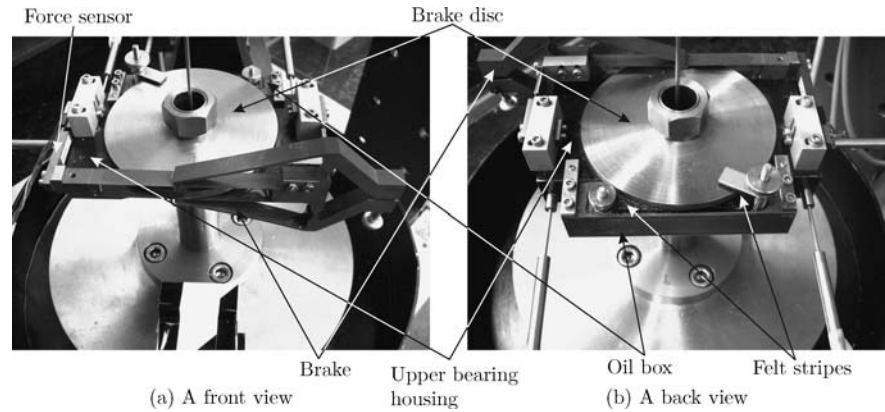 Force sensor
Brake disc
Brake
Upper bearing
housing
Oil box
Felt stripes
(a) A front view
(b) A back view